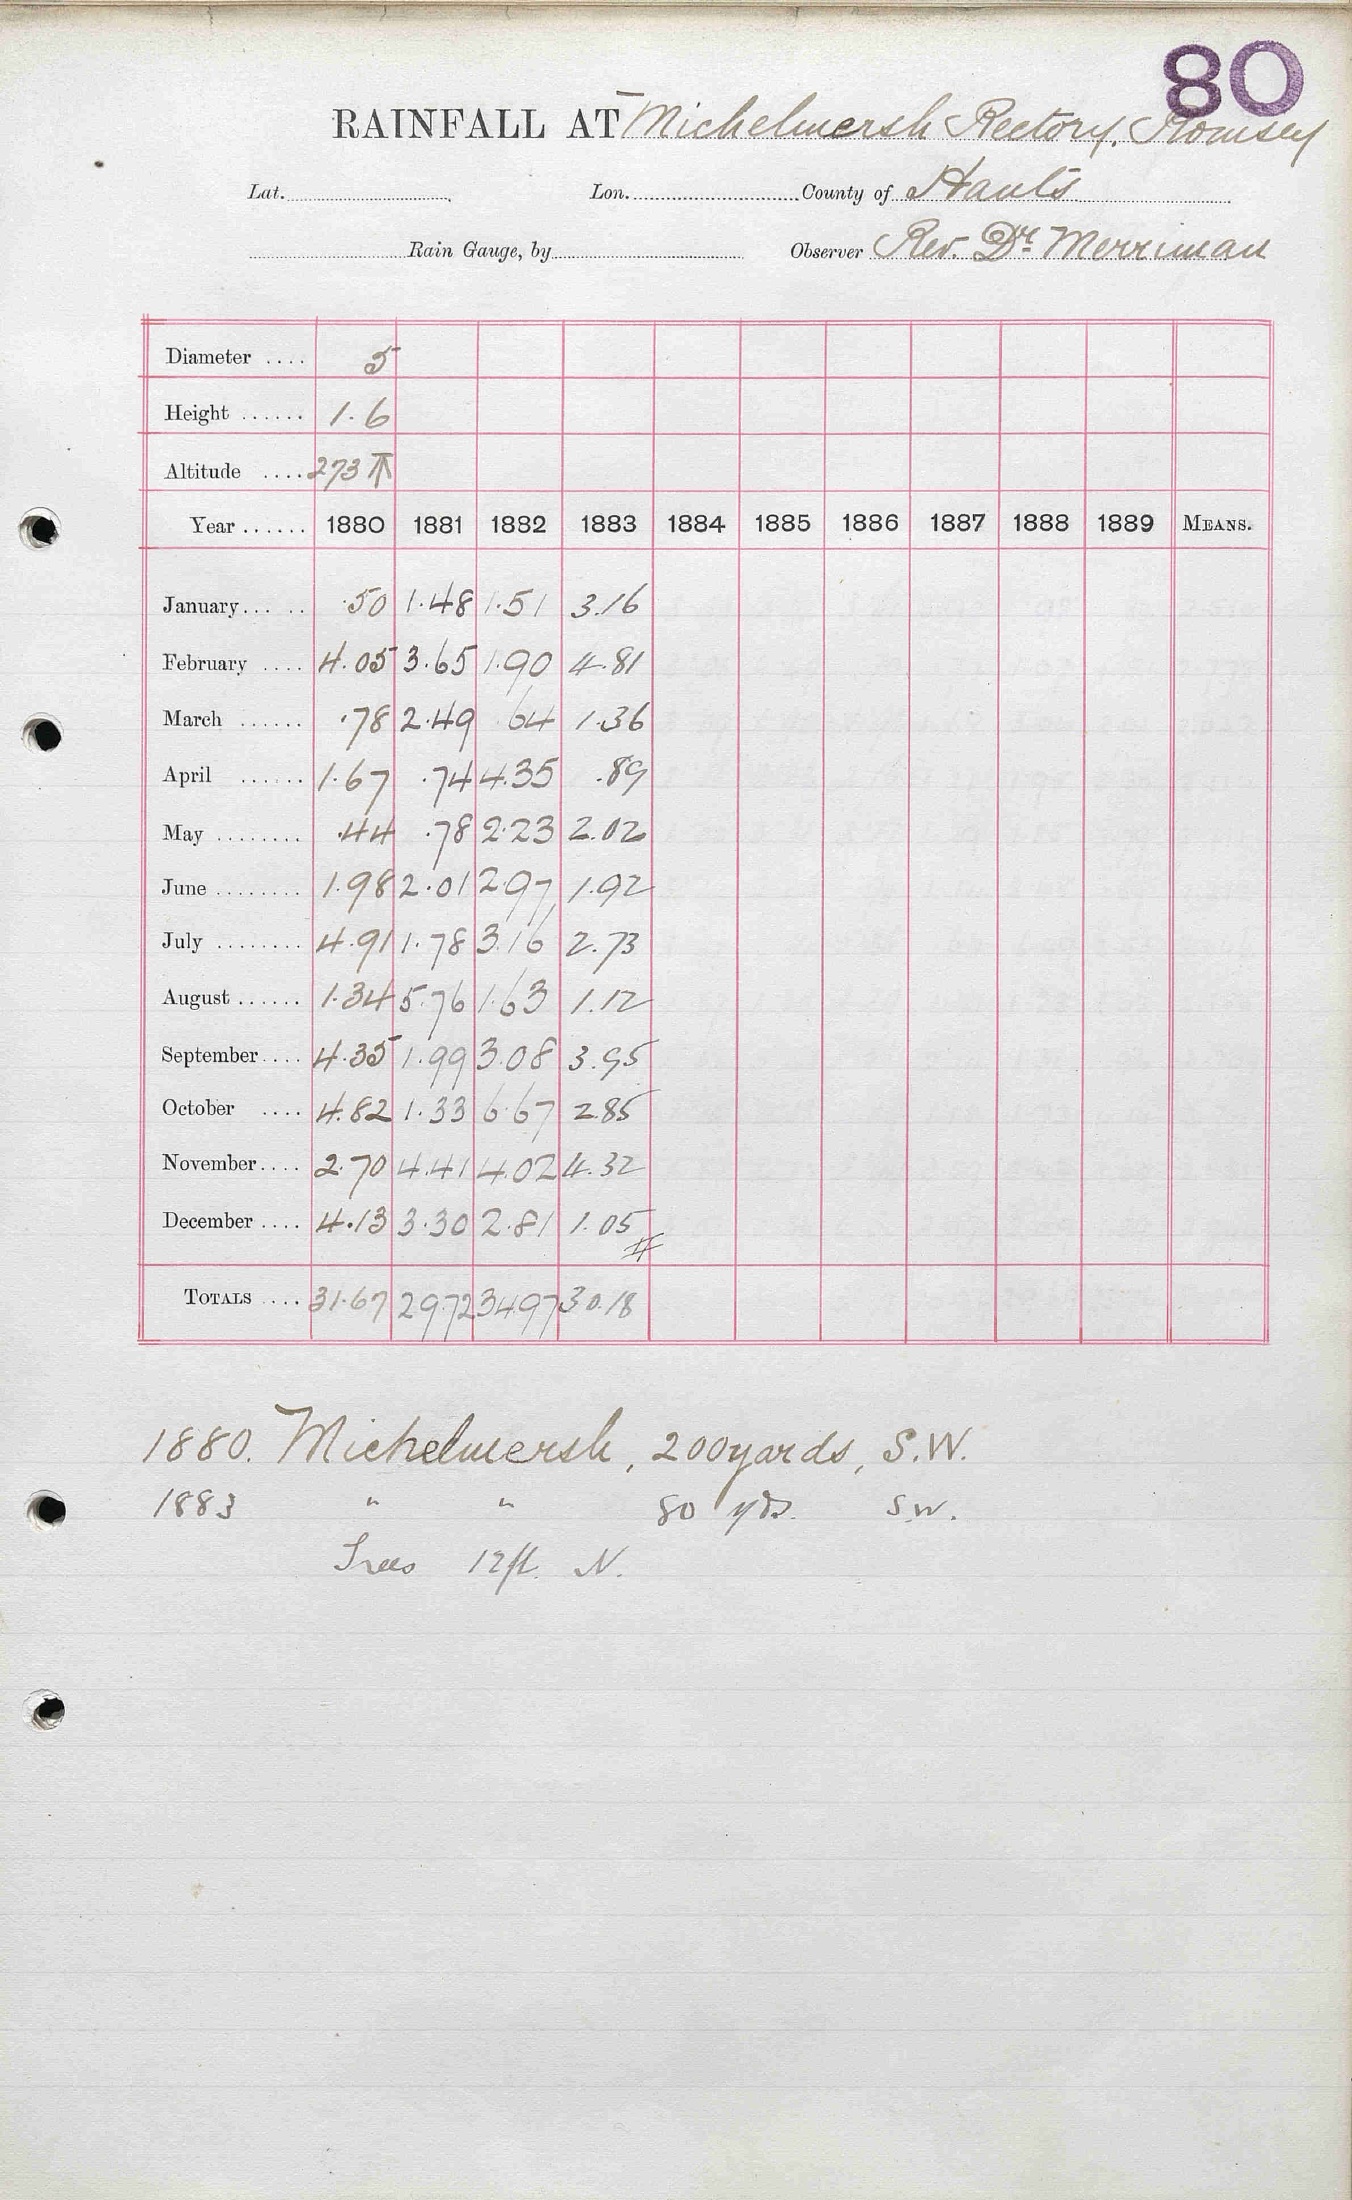 80
RAINFALL AT Michelmersh Rectory, Romsey
Lat. Lon. County of Hants
Rain Gauge, by Observer Rev. Dr. Merriman
Diameter .... 5
Height ...... 1.6
Altitude .... 273
Year ...... 1880 1881 1882 1883 1884 1885 1886 1887 1888 1889 MEANS.
January ... .. .50 1.48 1.51 3.16
February .... 4.05 3.65 1.90 4.81
March ...... .78 2.49 .64 1.36
April ...... 1.67 .74 4.35 .89
May ........ .44 .78 2.23 2.02
June ........ 1.98 2.01 2.97 1.92
July ........ 4.91 1.78 3.16 2.73
August ...... 1.34 5.76 1.63 1.12
September .... 4.35 1.99 3.08 3.95
October .... 4.82 1.33 6.67 2.85
November .... 2.70 4.41 4.02 4.32
December .... 4.13 3.30 2.81 1.05
TOTALS .... 31.67 29.72 34.97 30.18
1880. Michelmersh, 200 yards, S.W.
1883 " " 80 yds. S.W.
Trees 12 ft. N.